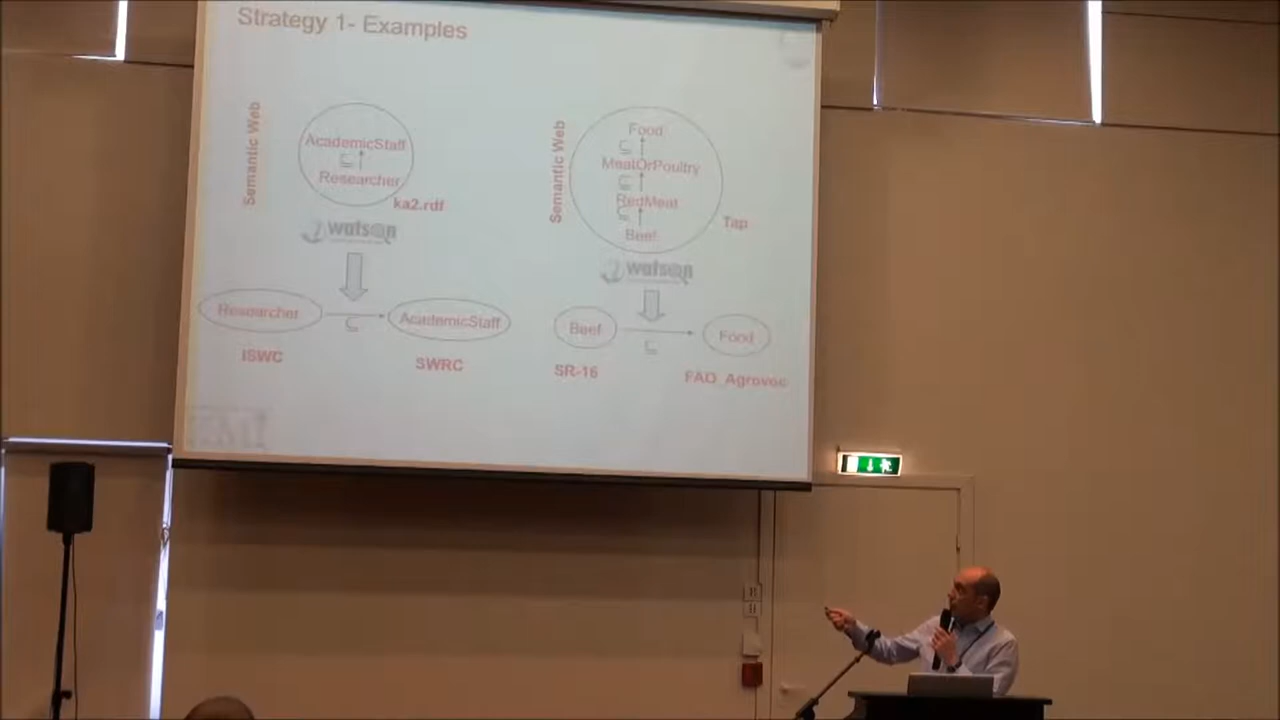 Strategy 1- Examples
Semantic Web
AcademicStaff
⊆
Researcher
ka2.rdf
watson
Researcher
⊆
AcademicStaff
ISWC
SWRC
Semantic Web
Food
⊆
MeatOrPoultry
⊆
RedMeat
⊆
Beef
Tap
watson
Beef
⊆
Food
SR-16
FAO_Agrovoc